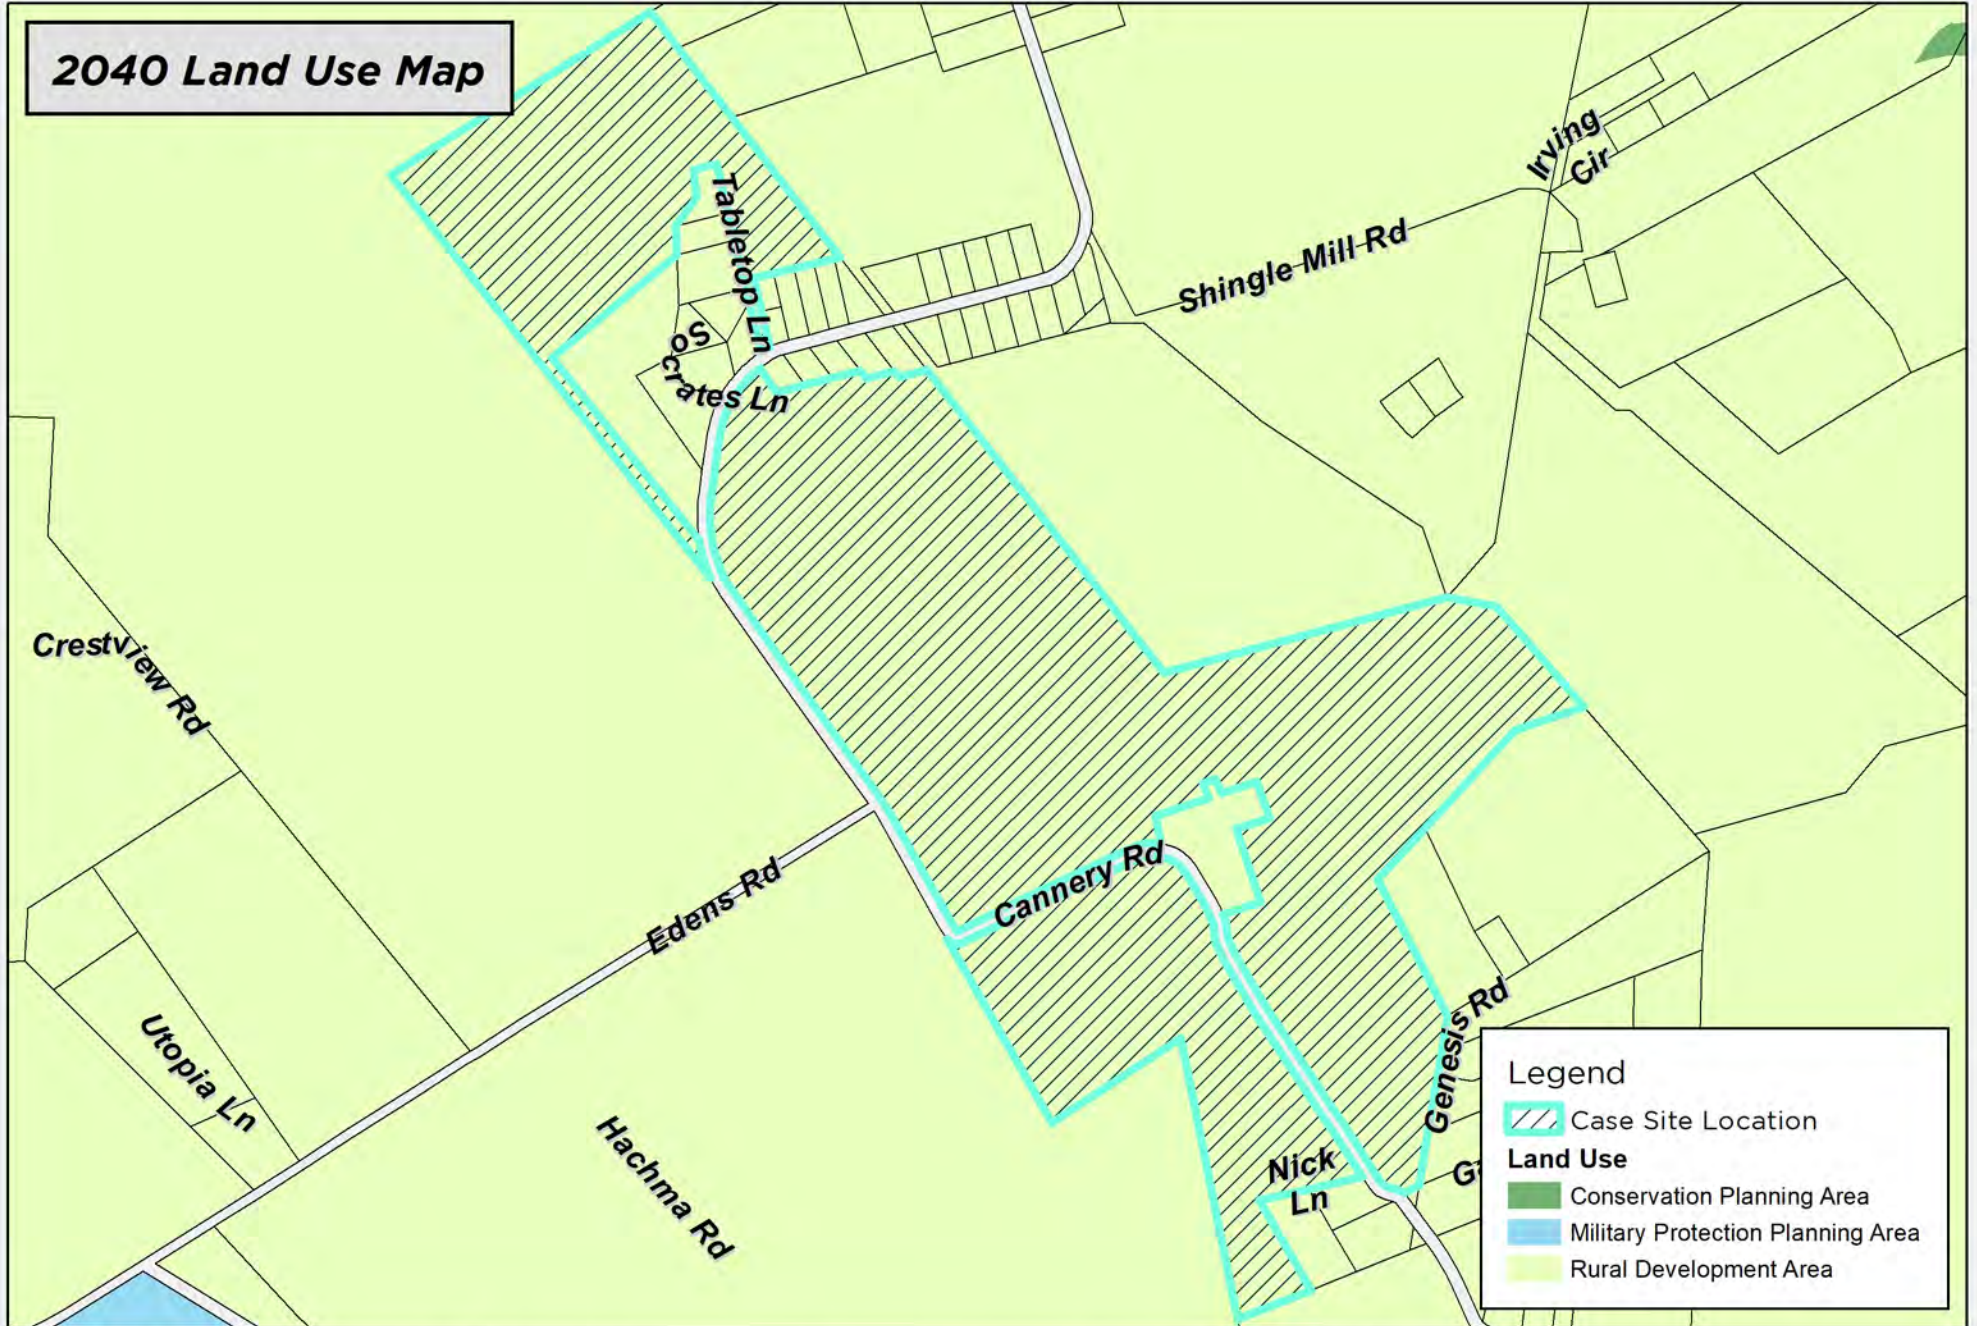 2040 Land Use Map
Irving
Cir
Tabletop Ln
Shingle Mill Rd
Socrates Ln
Crestview Rd
Cannery Rd
Edens Rd
Genesis Rd
Utopia Ln
Hachma Rd
Nick
Ln
Legend
Case Site Location
Land Use
Conservation Planning Area
Military Protection Planning Area
Rural Development Area